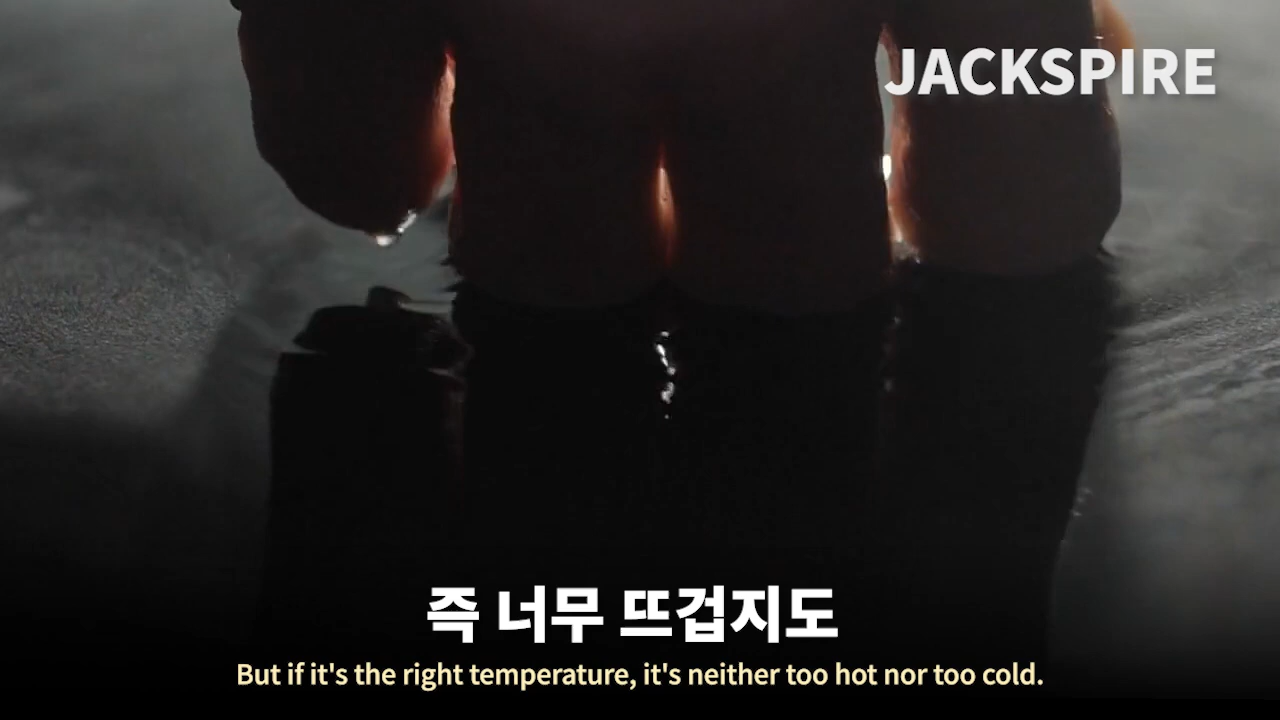 JACKSPIRE
즉 너무 뜨겁지도
But if it's the right temperature, it's neither too hot nor too cold.